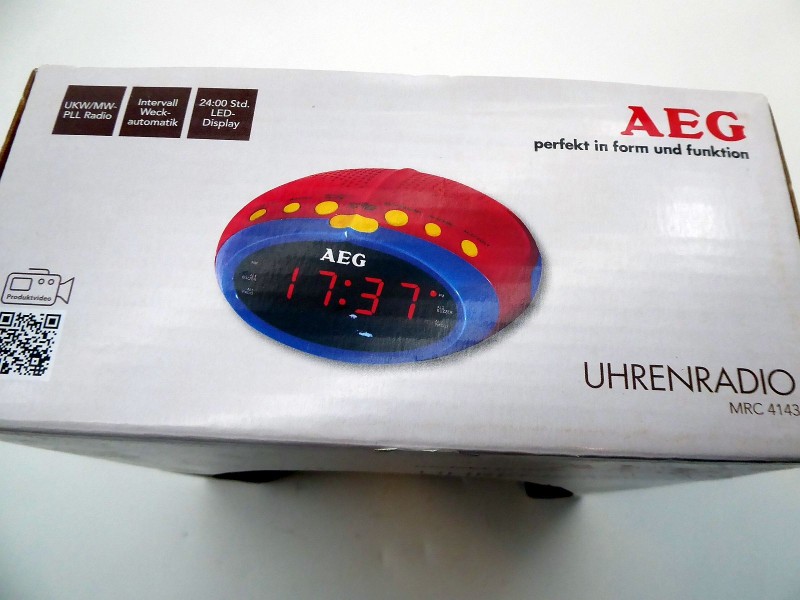 UKW/MW-
PLL Radio
Intervall
Weck-
automatik
24:00 Std.
LED-
Display
AEG
perfekt in form und funktion
AEG
17:37
Produktvideo
UHRENRADIO
MRC 4143